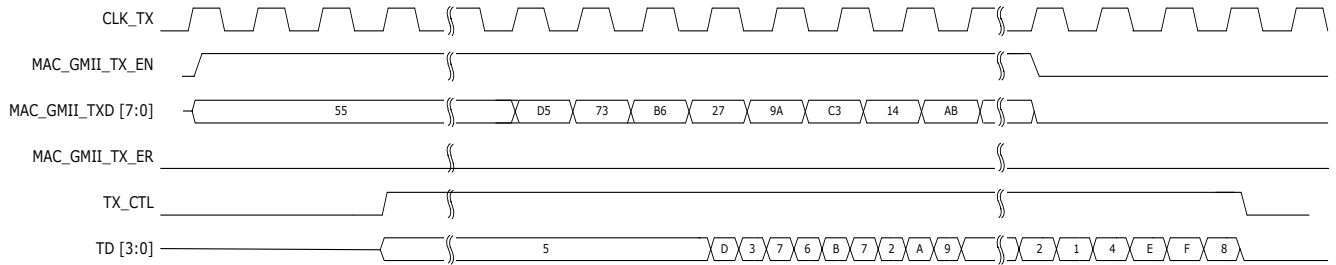 CLK_TX
MAC_GMII_TX_EN
MAC_GMII_TXD [7:0] 55 D5 73 B6 27 9A C3 14 AB
MAC_GMII_TX_ER
TX_CTL
TD [3:0] 5 D 3 7 6 B 7 2 A 9 2 1 4 E F 8